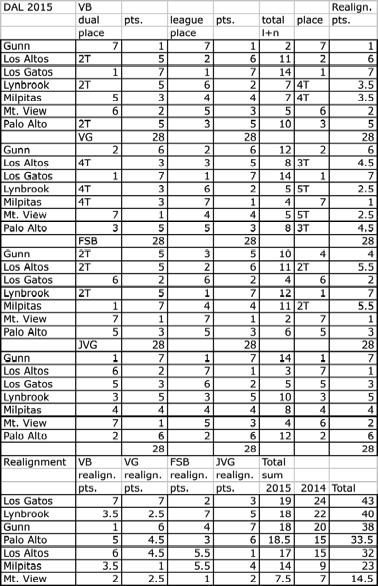 DAL 2015 VB Realign.
dual pts. league pts. total place pts.
place place l+n
Gunn 7 1 7 1 2 7 1
Los Altos 2T 5 2 6 11 2 6
Los Gatos 1 7 1 7 14 1 7
Lynbrook 2T 5 6 2 7 4T 3.5
Milpitas 5 3 4 4 7 4T 3.5
Mt. View 6 2 5 3 5 6 2
Palo Alto 2T 5 3 5 10 3 5
VG 28 28 28
Gunn 2 6 2 6 12 2 6
Los Altos 4T 3 3 5 8 3T 4.5
Los Gatos 1 7 1 7 14 1 7
Lynbrook 4T 3 6 2 5 5T 2.5
Milpitas 4T 3 7 1 4 7 1
Mt. View 7 1 4 4 5 5T 2.5
Palo Alto 3 5 5 3 8 3T 4.5
FSB 28 28 28
Gunn 2T 5 3 5 10 4 4
Los Altos 2T 5 2 6 11 2T 5.5
Los Gatos 6 2 6 2 4 6 2
Lynbrook 2T 5 1 7 12 1 7
Milpitas 1 7 4 4 11 2T 5.5
Mt. View 7 1 7 1 2 7 1
Palo Alto 5 3 5 3 6 5 3
JVG 28 28 28
Gunn 1 7 1 7 14 1 7
Los Altos 6 2 7 1 3 7 1
Los Gatos 5 3 6 2 5 5 3
Lynbrook 3 5 3 5 10 3 5
Milpitas 4 4 4 4 8 4 4
Mt. View 7 1 5 3 4 6 2
Palo Alto 2 6 2 6 12 2 6
28 28 28
Realignment VB VG FSB JVG Total
realign. realign. realign. realign. sum
pts. pts. pts. pts. 2015 2014 Total
Los Gatos 7 7 2 3 19 24 43
Lynbrook 3.5 2.5 7 5 18 22 40
Gunn 1 6 4 7 18 20 38
Palo Alto 5 4.5 3 6 18.5 15 33.5
Los Altos 6 4.5 5.5 1 17 15 32
Milpitas 3.5 1 5.5 4 14 9 23
Mt. View 2 2.5 1 2 7.5 7 14.5